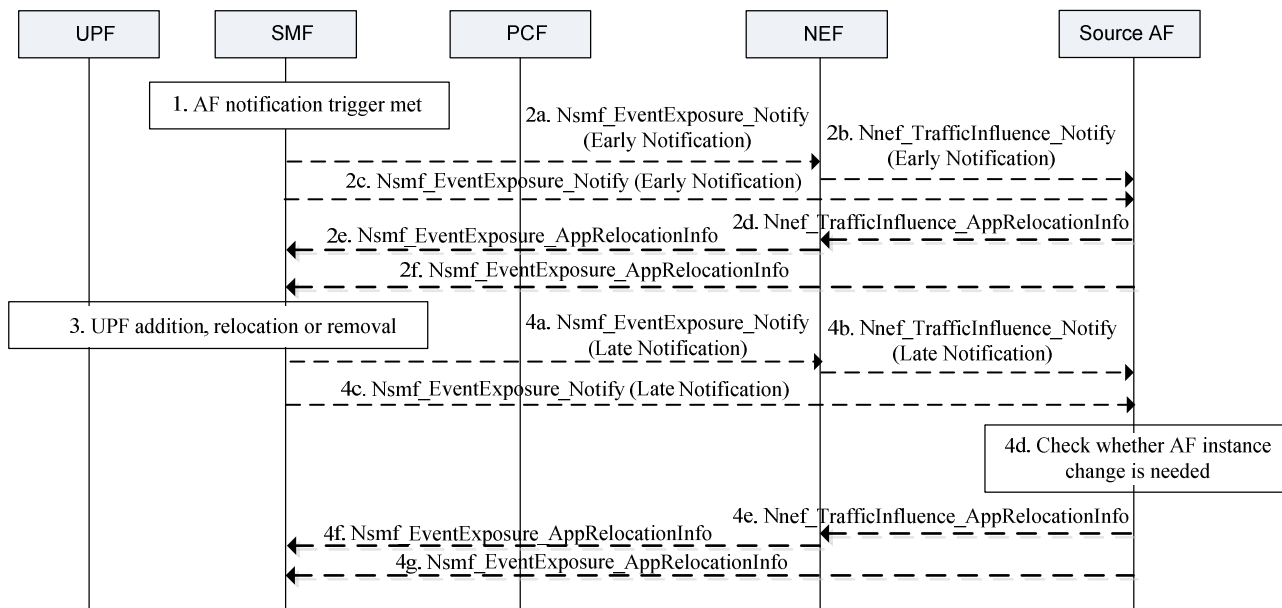 UPF
SMF
PCF
NEF
Source AF
1. AF notification trigger met
2a. Nsmf_EventExposure_Notify
(Early Notification)
2b. Nnef_TrafficInfluence_Notify
(Early Notification)
2c. Nsmf_EventExposure_Notify (Early Notification)
2d. Nnef_TrafficInfluence_AppRelocationInfo
2e. Nsmf_EventExposure_AppRelocationInfo
2f. Nsmf_EventExposure_AppRelocationInfo
3. UPF addition, relocation or removal
4a. Nsmf_EventExposure_Notify
(Late Notification)
4b. Nnef_TrafficInfluence_Notify
(Late Notification)
4c. Nsmf_EventExposure_Notify (Late Notification)
4d. Check whether AF instance
change is needed
4e. Nnef_TrafficInfluence_AppRelocationInfo
4f. Nsmf_EventExposure_AppRelocationInfo
4g. Nsmf_EventExposure_AppRelocationInfo